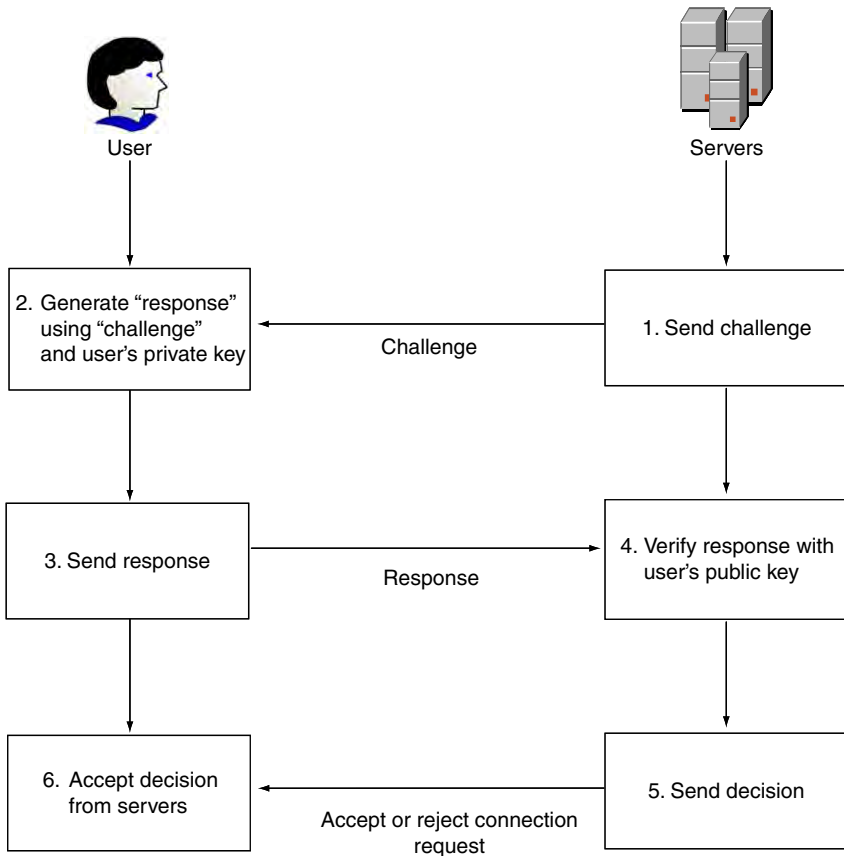 User
Servers
2. Generate “response”
using “challenge”
and user’s private key
Challenge
1. Send challenge
3. Send response
Response
4. Verify response with
user’s public key
6. Accept decision
from servers
Accept or reject connection
request
5. Send decision